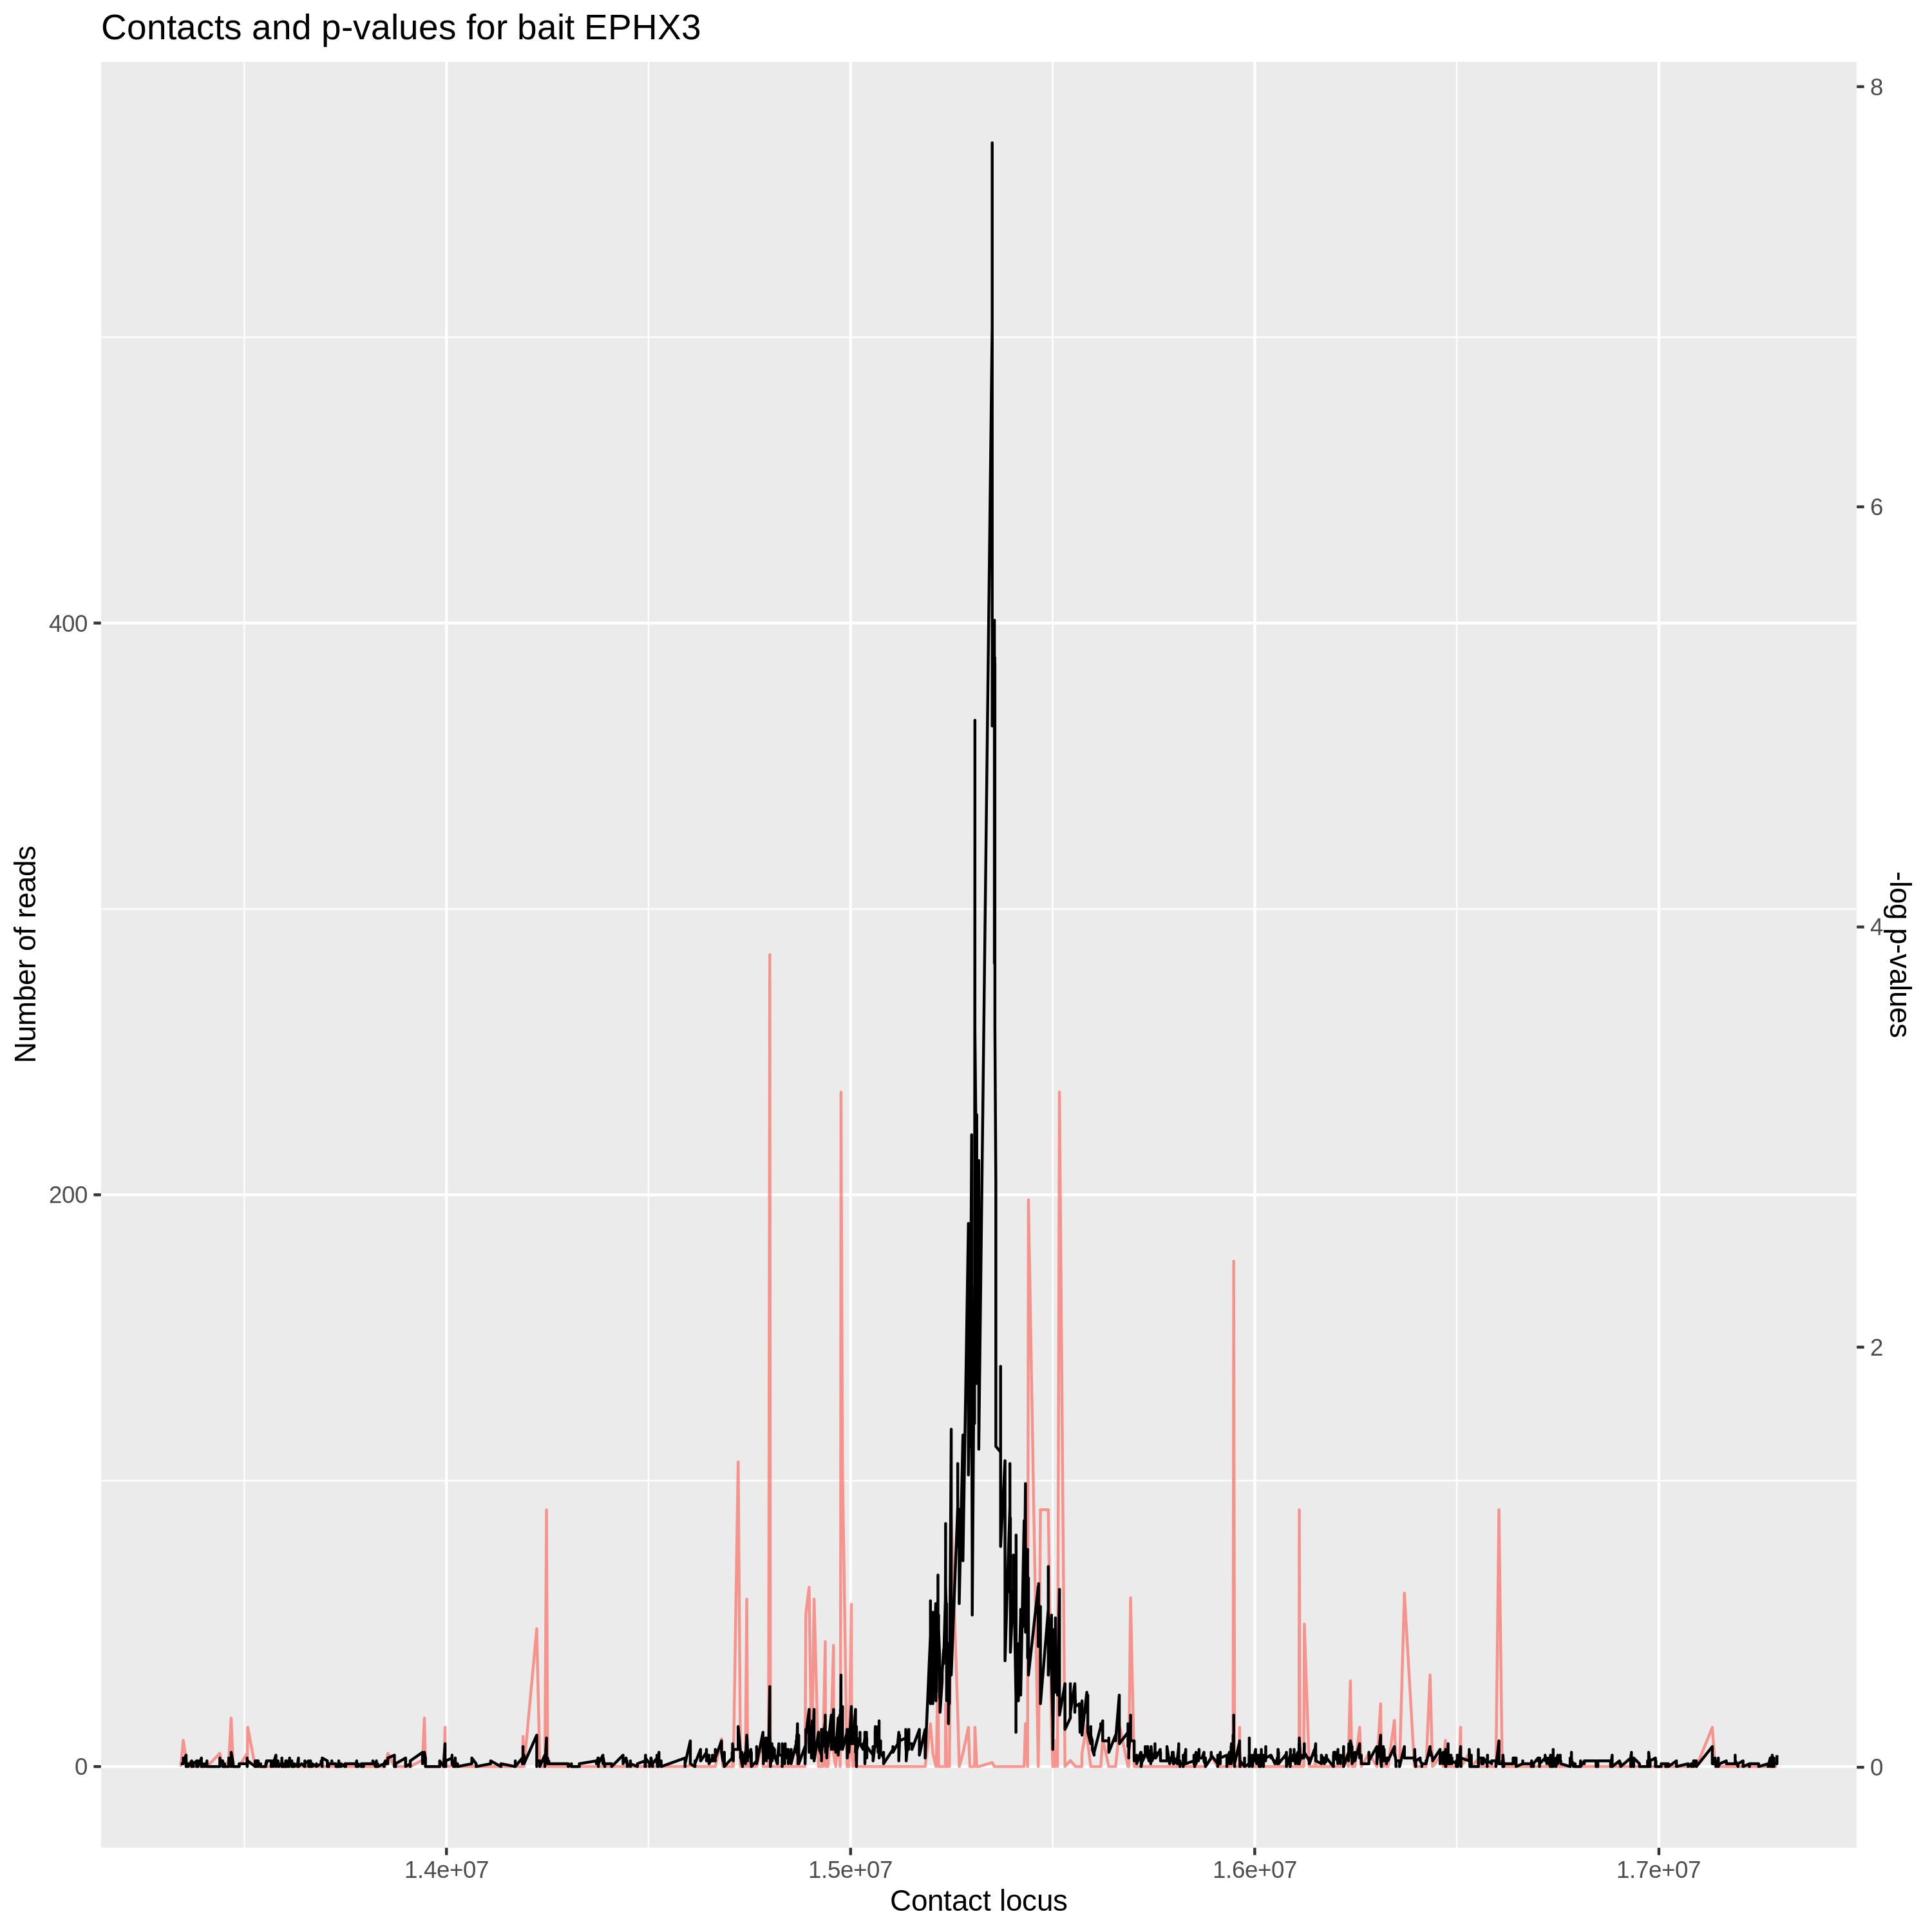 Contacts and p-values for bait EPHX3
8
6
400
4
200
2
0
0
Number of reads
-log p-values
1.4e+07
1.5e+07
1.6e+07
1.7e+07
Contact locus